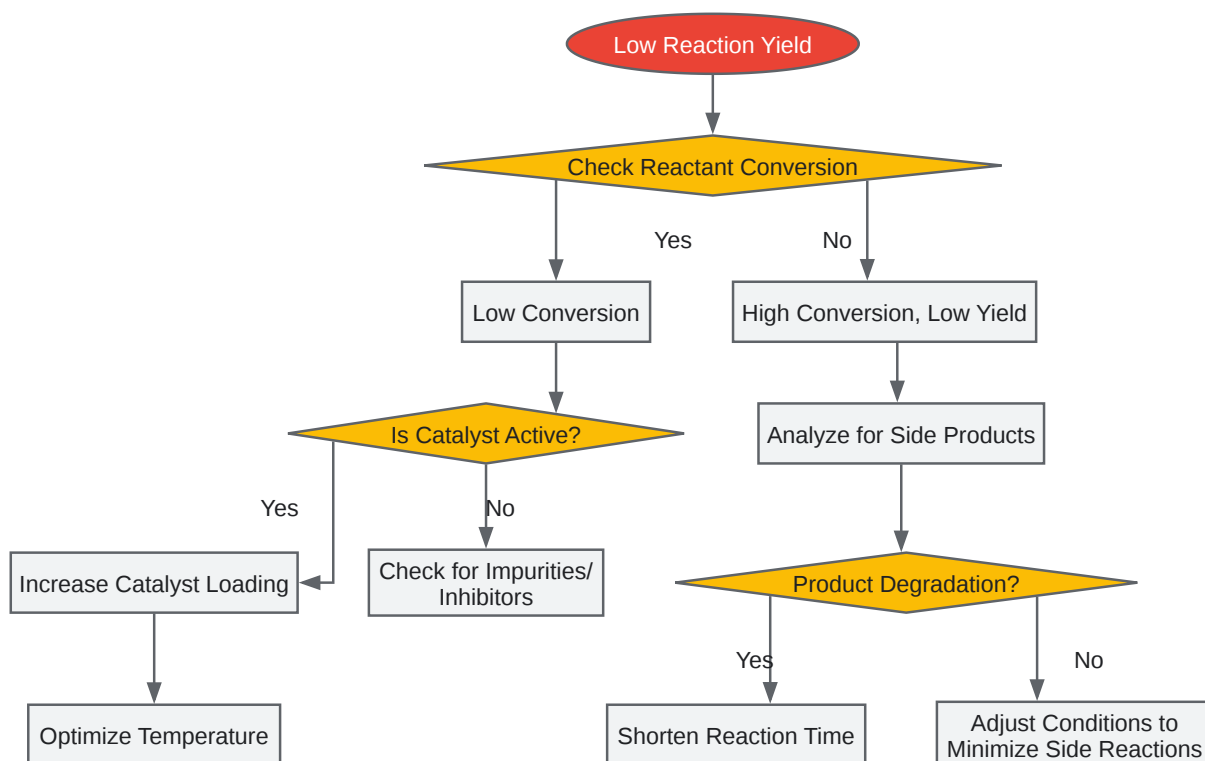 Low Reaction Yield
Check Reactant Conversion
Yes
No
Low Conversion
High Conversion, Low Yield
Is Catalyst Active?
Analyze for Side Products
Yes
No
Increase Catalyst Loading
Check for Impurities/
Inhibitors
Product Degradation?
Yes
No
Optimize Temperature
Shorten Reaction Time
Adjust Conditions to
Minimize Side Reactions